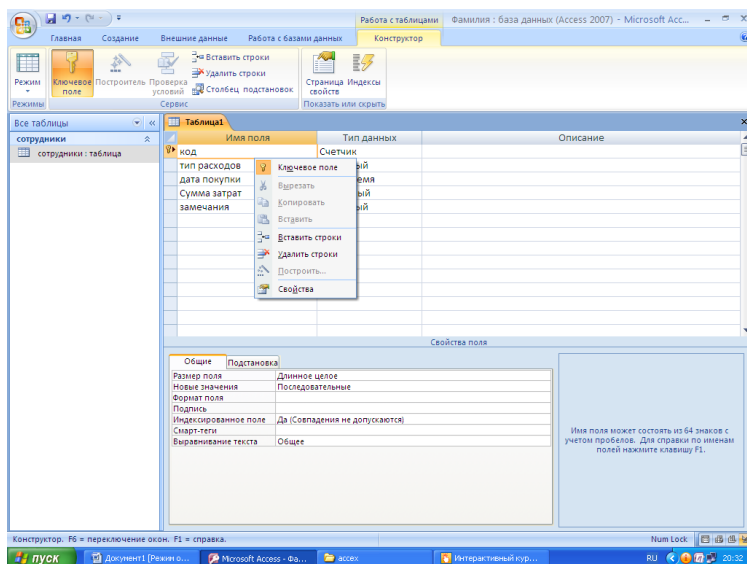 Работа с таблицами
Фамилия : база данных (Access 2007) - Microsoft Acc...
Главная Создание Внешние данные Работа с базами данных Конструктор
Режим
Ключевое поле
Построитель
Проверка условий
Вставить строки
Удалить строки
Столбец подстановок
Страница свойств
Индексы
Режимы Сервис Показать или скрыть
Все таблицы
сотрудники
сотрудники : таблица
Таблица1
Имя поля Тип данных Описание
код Счетчик
тип расходов ый
дата покупки емя
Сумма затрат ый
замечания ый
Ключевое поле
Вырезать
Копировать
Вставить
Вставить строки
Удалить строки
Построить...
Свойства
Свойства поля
Общие Подстановка
Размер поля Длинное целое
Новые значения Последовательные
Формат поля
Подпись
Индексированное поле Да (Совпадения не допускаются)
Смарт-теги
Выравнивание текста Общее
Имя поля может состоять из 64 знаков с
учетом пробелов. Для справки по именам
полей нажмите клавишу F1.
Конструктор. F6 = переключение окон. F1 = справка. Num Lock
пуск Документ1 [Режим о... Microsoft Access - Фа... accex Интерактивный кур... RU 20:32